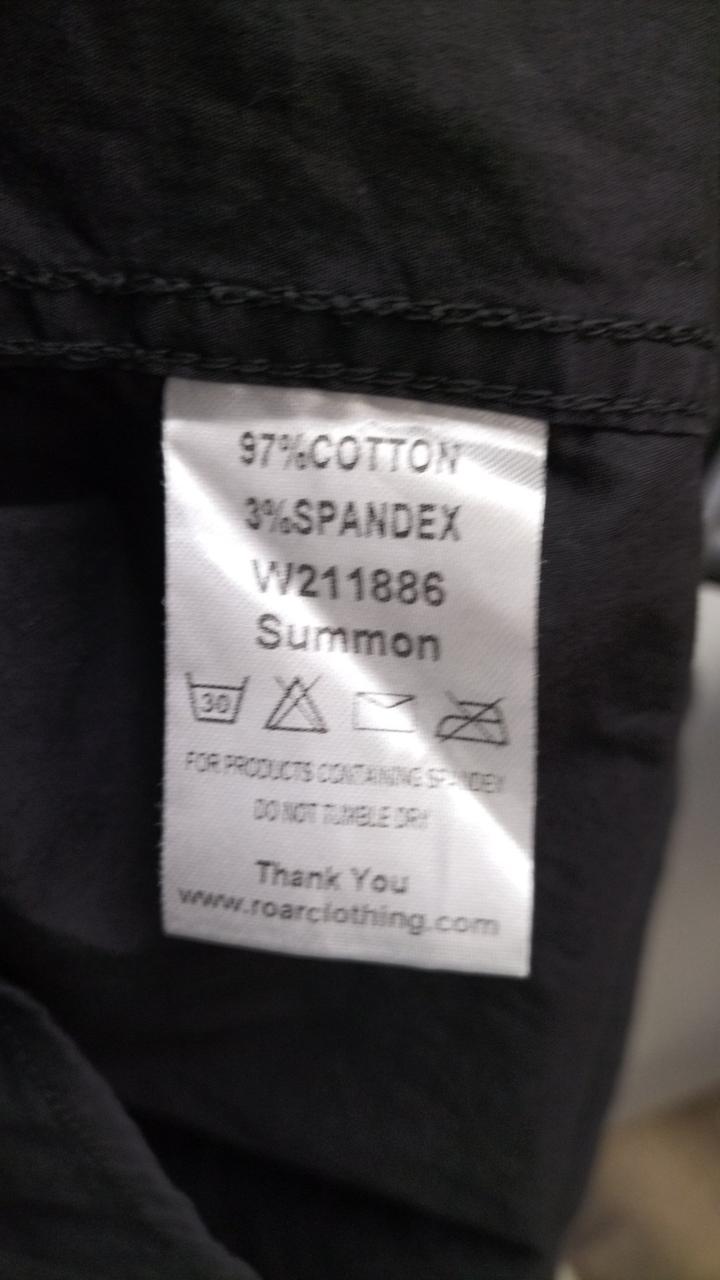 97%COTTON
3%SPANDEX
W211886
Summon
30
FOR PRODUCTS CONTAINING SPANDEX
DO NOT TUMBLE DRY
Thank You
www.roarclothing.com